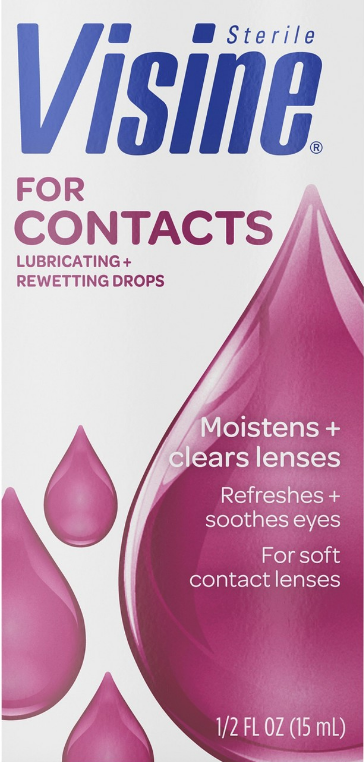 Sterile
Visine®
FOR
CONTACTS
LUBRICATING +
REWETTING DROPS
Moistens +
clears lenses
Refreshes +
soothes eyes
For soft
contact lenses
1/2 FL OZ (15 mL)